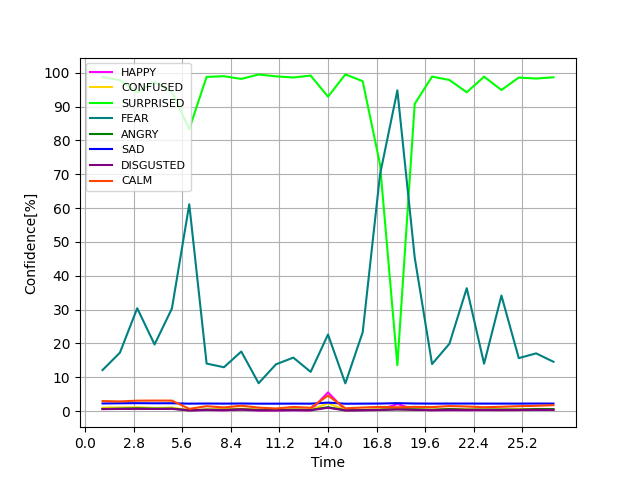 100
90
80
70
60
50
40
30
20
10
0
Confidence[%]
HAPPY
CONFUSED
SURPRISED
FEAR
ANGRY
SAD
DISGUSTED
CALM
0.0 2.8 5.6 8.4 11.2 14.0 16.8 19.6 22.4 25.2
Time